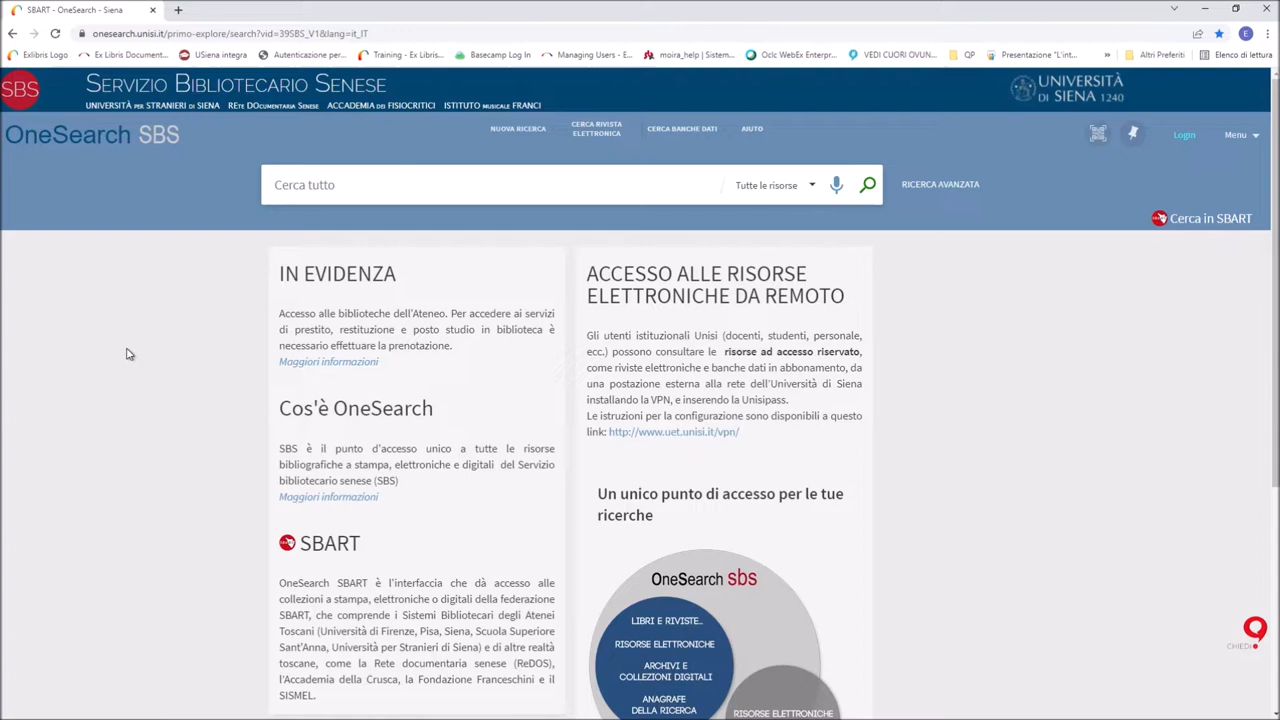 SBART - OneSearch - Siena
onesearch.unisi.it/primo-explore/search?vid=39SBS_V1&lang=it_IT
E
Exlibris Logo
Ex Libris Document...
USiena integra
Autenticazione per...
Training - Ex Libris...
Basecamp Log In
Managing Users - E...
moira_help | Sistem...
Oclc WebEx Enterpr...
VEDI CUORI OVUN...
QP
Presentazione "L'int...
Altri Preferiti
Elenco di lettura
SBS
SERVIZIO BIBLIOTECARIO SENESE
UNIVERSITÀ PER STRANIERI DI SIENA RETE DOCUMENTARIA SENESE ACCADEMIA DEI FISIOCRITICI ISTITUTO MUSICALE FRANCI
UNIVERSITÀ
DI SIENA 1240
OneSearch SBS
NUOVA RICERCA
CERCA RIVISTA
ELETTRONICA
CERCA BANCHE DATI
AIUTO
Login
Menu
Cerca tutto
Tutte le risorse
RICERCA AVANZATA
Cerca in SBART
IN EVIDENZA
Accesso alle biblioteche dell'Ateneo. Per accedere ai servizi
di prestito, restituzione e posto studio in biblioteca è
necessario effettuare la prenotazione.
Maggiori informazioni
Cos'è OneSearch
SBS è il punto d'accesso unico a tutte le risorse
bibliografiche a stampa, elettroniche e digitali del Servizio
bibliotecario senese (SBS)
Maggiori informazioni
SBART
OneSearch SBART è l'interfaccia che dà accesso alle
collezioni a stampa, elettroniche o digitali della federazione
SBART, che comprende i Sistemi Bibliotecari degli Atenei
Toscani (Università di Firenze, Pisa, Siena, Scuola Superiore
Sant'Anna, Università per Stranieri di Siena) e di altre realtà
toscane, come la Rete documentaria senese (ReDOS),
l'Accademia della Crusca, la Fondazione Franceschini e il
SISMEL.
ACCESSO ALLE RISORSE
ELETTRONICHE DA REMOTO
Gli utenti istituzionali Unisi (docenti, studenti, personale,
ecc.) possono consultare le risorse ad accesso riservato,
come riviste elettroniche e banche dati in abbonamento, da
una postazione esterna alla rete dell'Università di Siena
installando la VPN, e inserendo la Unisipass.
Le istruzioni per la configurazione sono disponibili a questo
link: http://www.uet.unisi.it/vpn/
Un unico punto di accesso per le tue
ricerche
OneSearch sbs
LIBRI E RIVISTE...
RISORSE ELETTRONICHE
ARCHIVI E
COLLEZIONI DIGITALI
ANAGRAFE
DELLA RICERCA
RISORSE ELETTRONICHE
CHIEDI